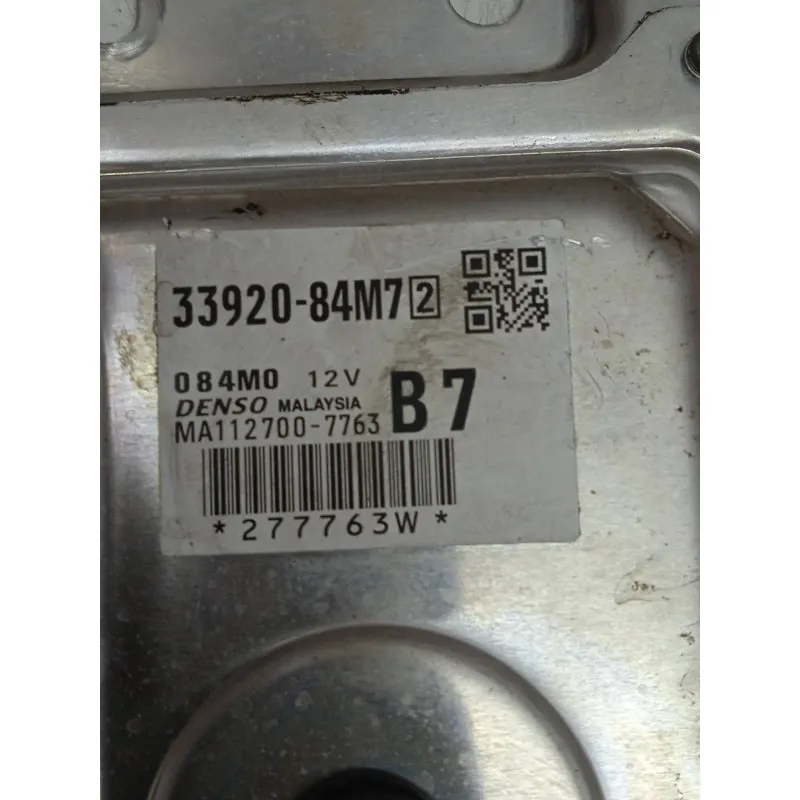 33920-84M7 2
084M0 12V
DENSO MALAYSIA
MA112700-7763 B7
*277763W*